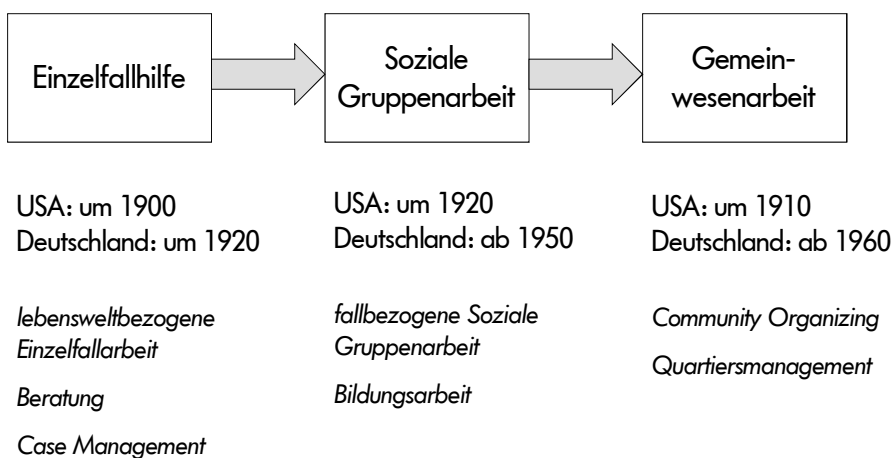 Einzelfallhilfe
Soziale
Gruppenarbeit
Gemein-
wesenarbeit
USA: um 1900
Deutschland: um 1920
USA: um 1920
Deutschland: ab 1950
USA: um 1910
Deutschland: ab 1960
lebensweltbezogene
Einzelfallarbeit
Beratung
Case Management
fallbezogene Soziale
Gruppenarbeit
Bildungsarbeit
Community Organizing
Quartiersmanagement